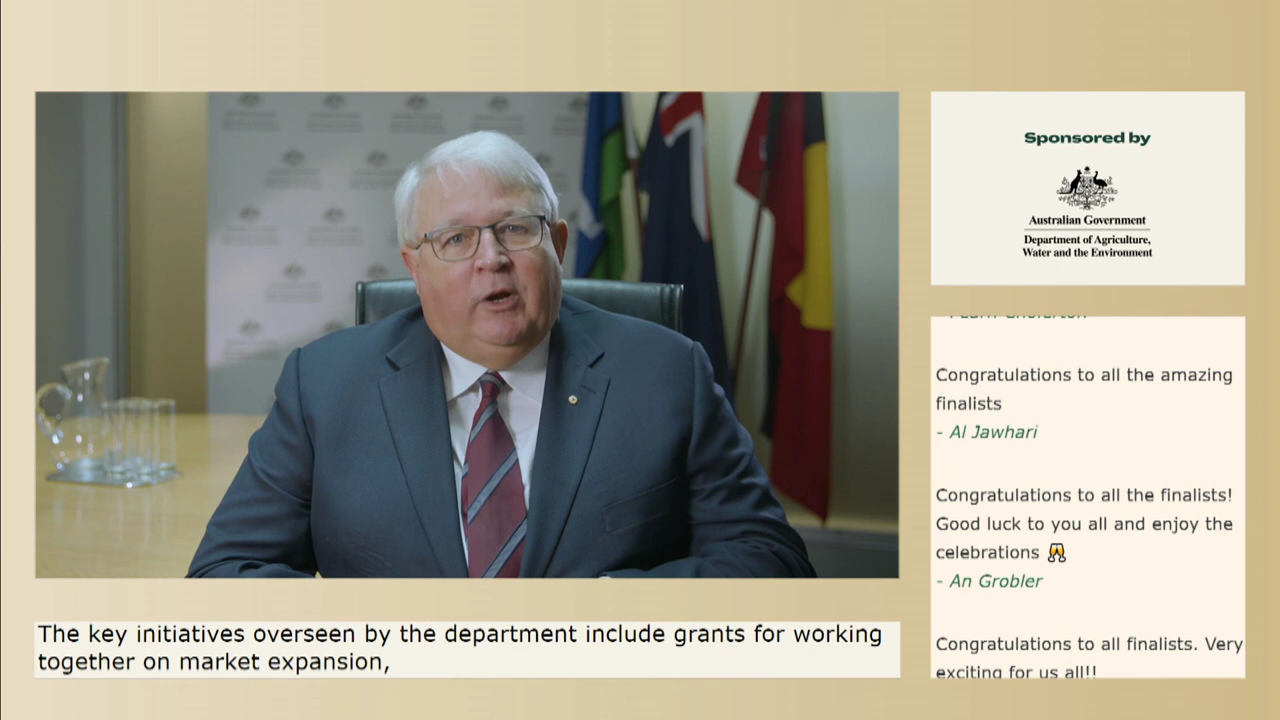 Sponsored by
Australian Government
Department of Agriculture,
Water and the Environment
Congratulations to all the amazing
finalists
- Al Jawhari
Congratulations to all the finalists!
Good luck to you all and enjoy the
celebrations 🥂
- An Grobler
Congratulations to all finalists. Very
exciting for us all!!
The key initiatives overseen by the department include grants for working
together on market expansion,